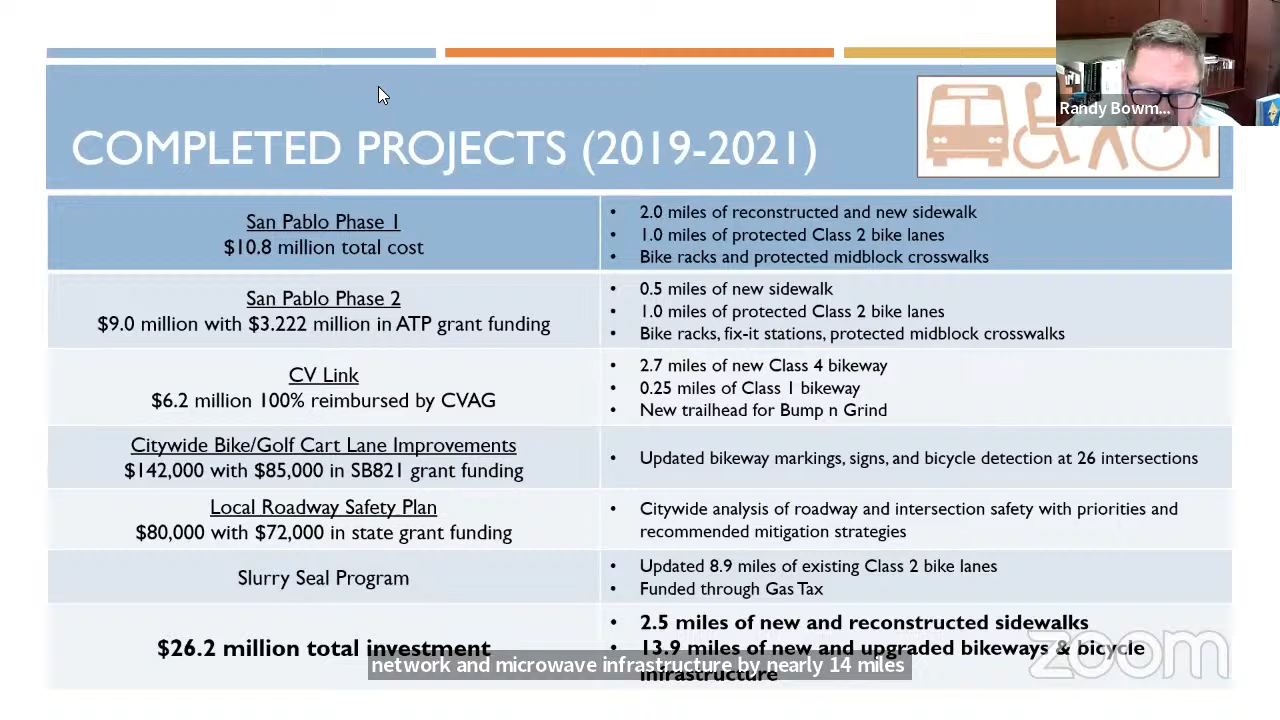 Randy Bowm...
COMPLETED PROJECTS (2019-2021)
San Pablo Phase 1
$10.8 million total cost
• 2.0 miles of reconstructed and new sidewalk
• 1.0 miles of protected Class 2 bike lanes
• Bike racks and protected midblock crosswalks
San Pablo Phase 2
$9.0 million with $3.222 million in ATP grant funding
• 0.5 miles of new sidewalk
• 1.0 miles of protected Class 2 bike lanes
• Bike racks, fix-it stations, protected midblock crosswalks
CV Link
$6.2 million 100% reimbursed by CVAG
• 2.7 miles of new Class 4 bikeway
• 0.25 miles of Class 1 bikeway
• New trailhead for Bump n Grind
Citywide Bike/Golf Cart Lane Improvements
$142,000 with $85,000 in SB821 grant funding
• Updated bikeway markings, signs, and bicycle detection at 26 intersections
Local Roadway Safety Plan
$80,000 with $72,000 in state grant funding
• Citywide analysis of roadway and intersection safety with priorities and
recommended mitigation strategies
Slurry Seal Program
• Updated 8.9 miles of existing Class 2 bike lanes
• Funded through Gas Tax
$26.2 million total investment
• 2.5 miles of new and reconstructed sidewalks
• 13.9 miles of new and upgraded bikeways & bicycle
infrastructure
network and microwave infrastructure by nearly 14 miles
zoom